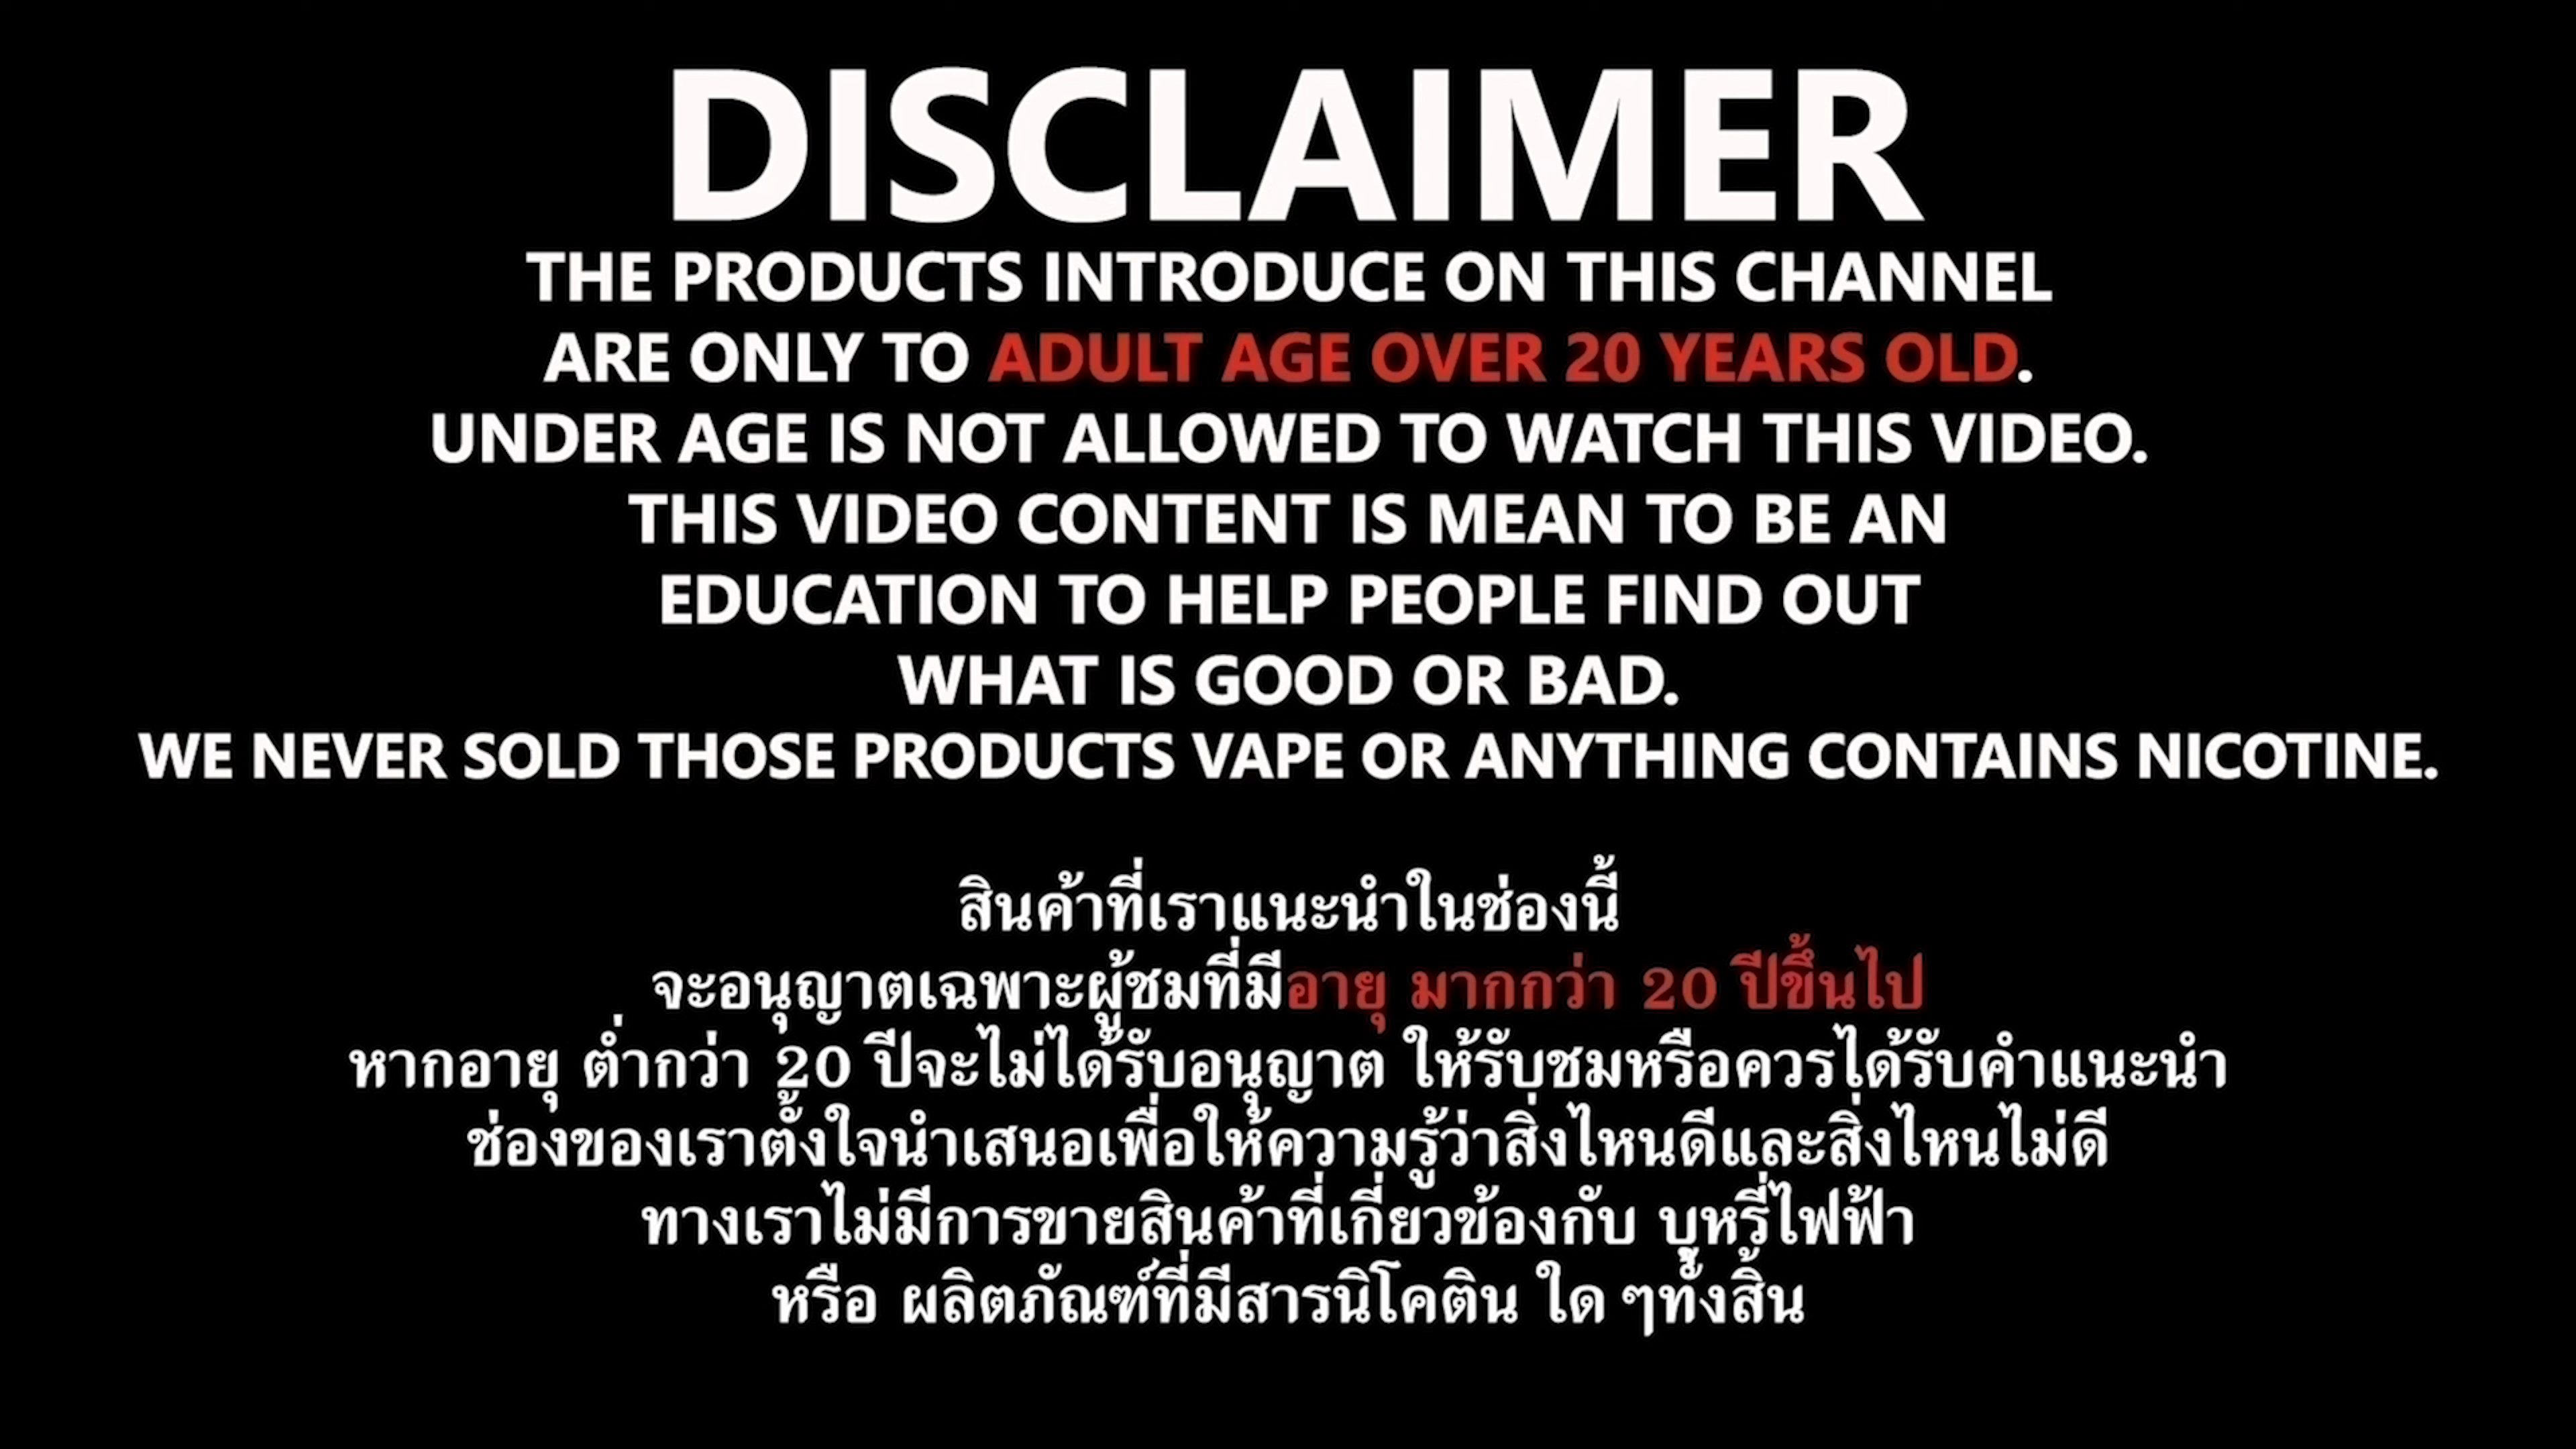 DISCLAIMER
THE PRODUCTS INTRODUCE ON THIS CHANNEL
ARE ONLY TO ADULT AGE OVER 20 YEARS OLD.
UNDER AGE IS NOT ALLOWED TO WATCH THIS VIDEO.
THIS VIDEO CONTENT IS MEAN TO BE AN
EDUCATION TO HELP PEOPLE FIND OUT
WHAT IS GOOD OR BAD.
WE NEVER SOLD THOSE PRODUCTS VAPE OR ANYTHING CONTAINS NICOTINE.
สินค้าที่เราแนะนำในช่องนี้
จะอนุญาตเฉพาะผู้ชมที่มีอายุ มากกว่า 20 ปีขึ้นไป
หากอายุ ต่ำกว่า 20 ปีจะไม่ได้รับอนุญาต ให้รับชมหรือควรได้รับคำแนะนำ
ช่องของเราตั้งใจนำเสนอเพื่อให้ความรู้ว่าสิ่งไหนดีและสิ่งไหนไม่ดี
ทางเราไม่มีการขายสินค้าที่เกี่ยวข้องกับ บุหรี่ไฟฟ้า
หรือ ผลิตภัณฑ์ที่มีสารนิโคติน ใด ๆทั้งสิ้น